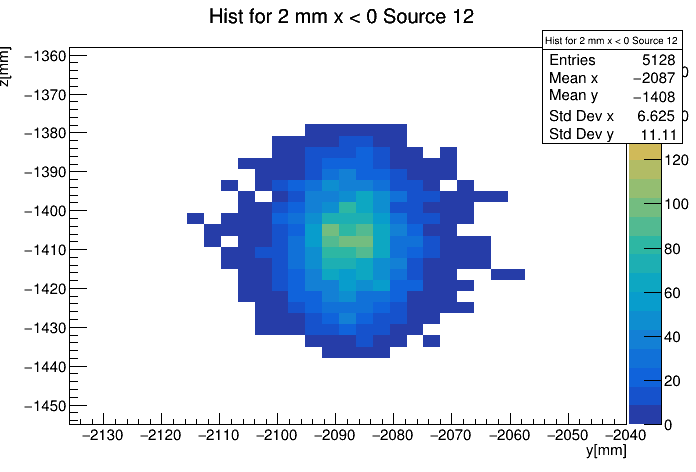 Hist for 2 mm x < 0 Source 12
z[mm]
Hist for 2 mm x < 0 Source 12
Entries 5128
Mean x −2087
Mean y −1408
Std Dev x 6.625
Std Dev y 11.11
−1360
−1370
−1380
−1390
−1400
−1410
−1420
−1430
−1440
−1450
−2130 −2120 −2110 −2100 −2090 −2080 −2070 −2060 −2050 −2040
y[mm]
120
100
80
60
40
20
0